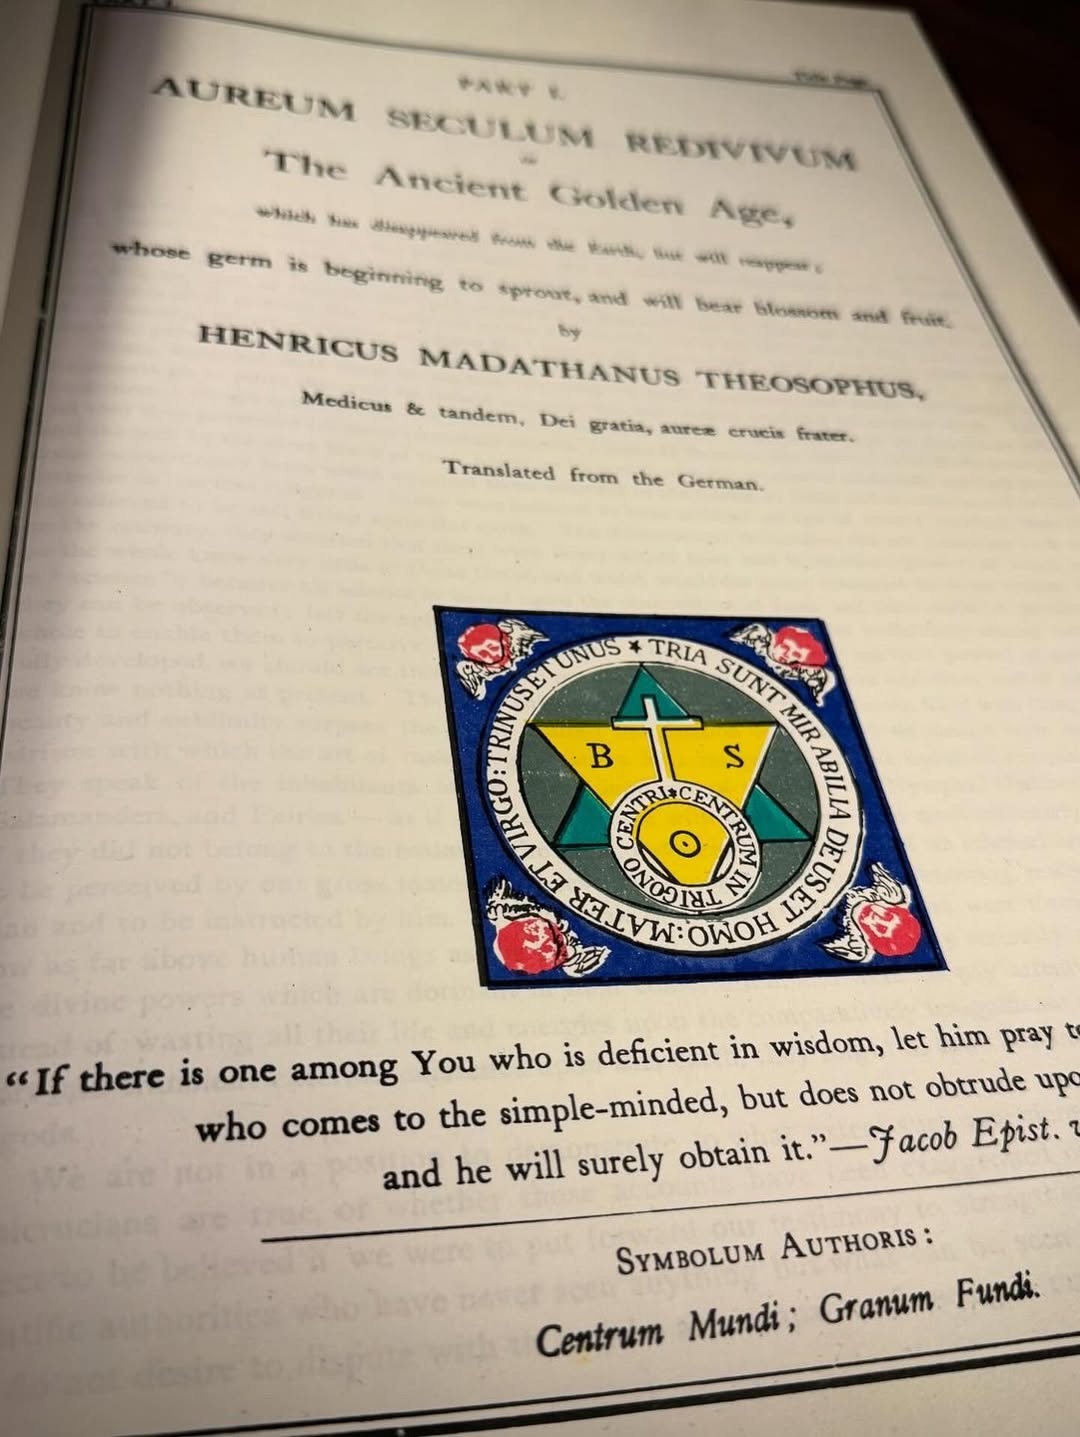 PART I.
AUREUM SECULUM REDIVIVUM
or
The Ancient Golden Age,
which has disappeared from the Earth, but will reappear;
whose germ is beginning to sprout, and will bear blossom and fruit.
by
HENRICUS MADATHANUS THEOSOPHUS,
Medicus & tandem, Dei gratia, aureæ crucis frater.
Translated from the German.
TRIA SUNT MIRABILIA DEUS ET HOMO: MATER ET VIRGO: TRINUS ET UNUS ★
B S
CENTRUM IN TRIGONO CENTRI ★
"If there is one among You who is deficient in wisdom, let him pray to
who comes to the simple-minded, but does not obtrude
and he will surely obtain it."—Jacob Epist.
SYMBOLUM AUTHORIS:
Centrum Mundi; Granum Fundi.